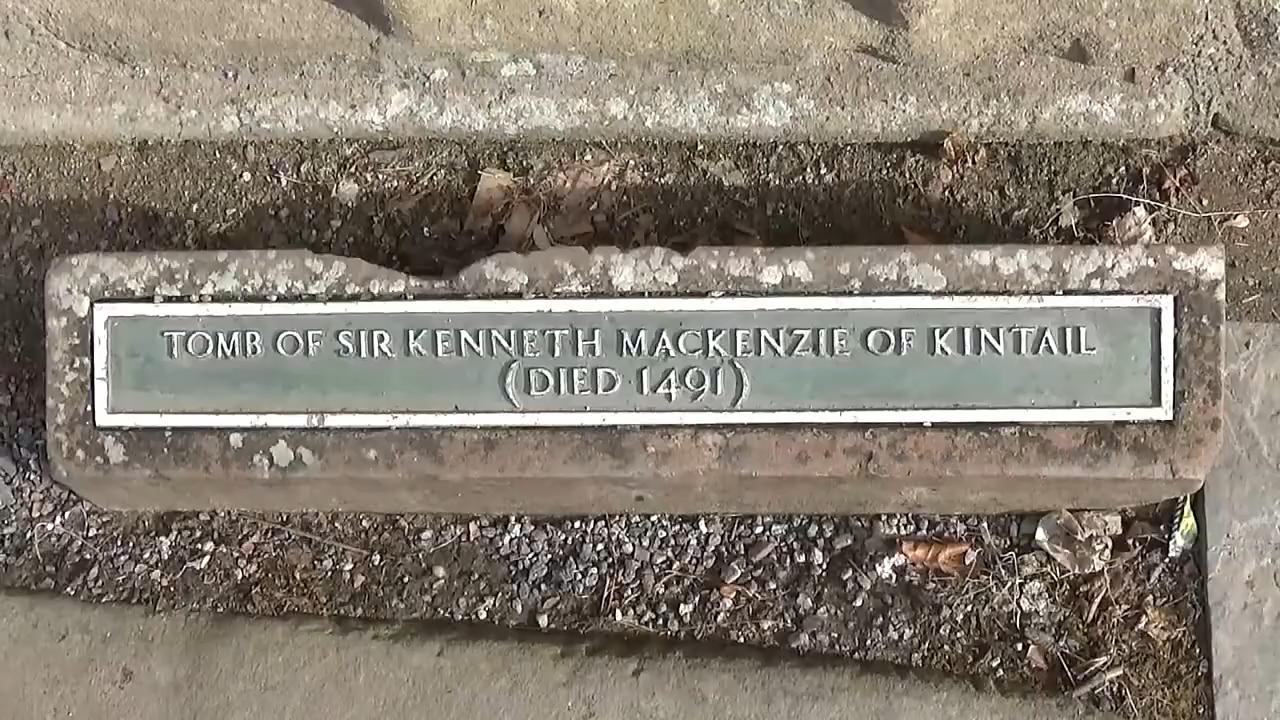 TOMB OF SIR KENNETH MACKENZIE OF KINTAIL
(DIED 1491)